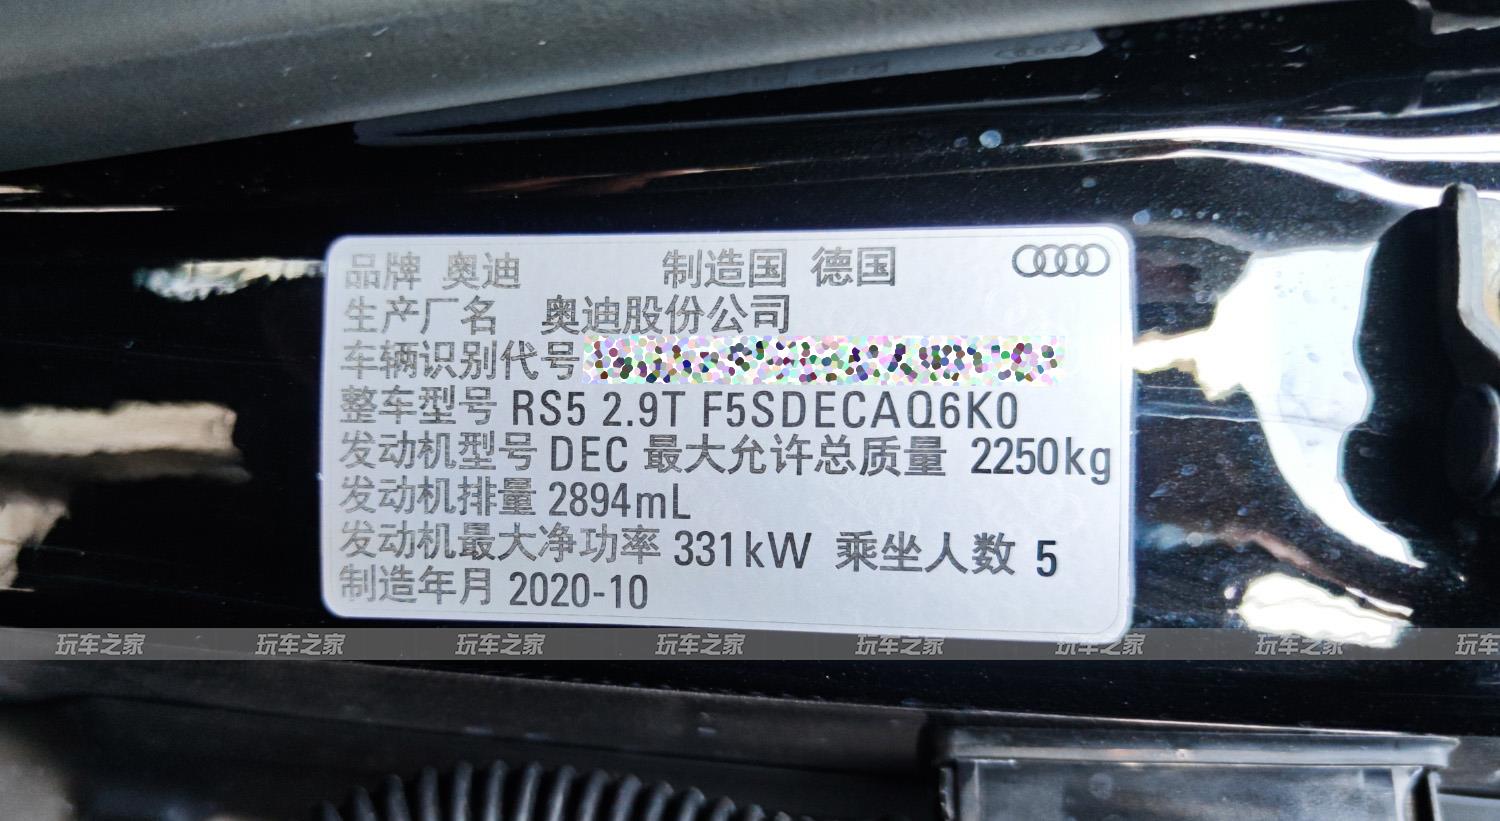 品牌 奥迪 制造国 德国
生产厂名 奥迪股份公司
车辆识别代号
整车型号 RS5 2.9T F5SDECAQ6K0
发动机型号 DEC 最大允许总质量 2250kg
发动机排量 2894mL
发动机最大净功率 331kW 乘坐人数 5
制造年月 2020-10
玩车之家 玩车之家 玩车之家 玩车之家 玩车之家 玩车之家 玩车之家 玩车